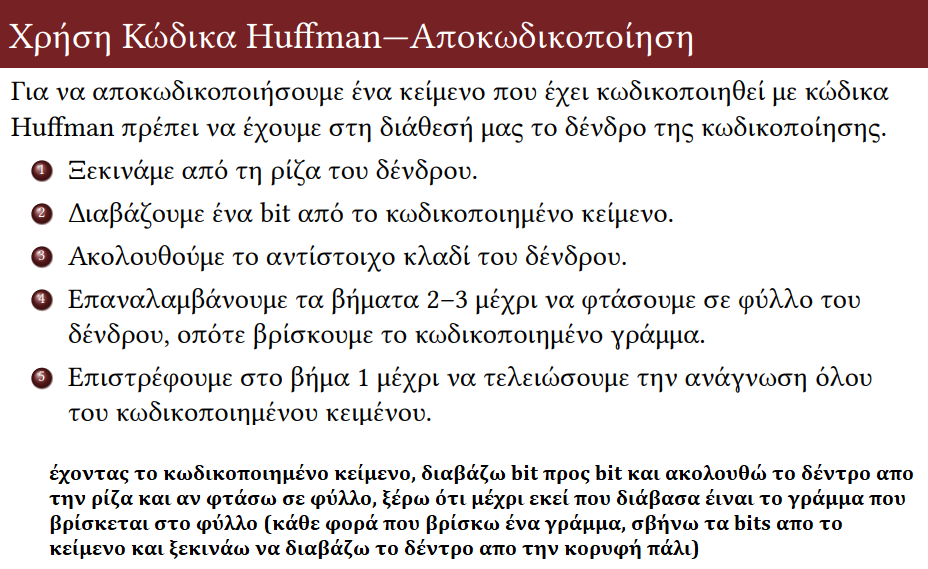 Χρήση Κώδικα Huffman—Αποκωδικοποίηση
Για να αποκωδικοποιήσουμε ένα κείμενο που έχει κωδικοποιηθεί με κώδικα
Huffman πρέπει να έχουμε στη διάθεσή μας το δένδρο της κωδικοποίησης.
1 Ξεκινάμε από τη ρίζα του δένδρου.
2 Διαβάζουμε ένα bit από το κωδικοποιημένο κείμενο.
3 Ακολουθούμε το αντίστοιχο κλαδί του δένδρου.
4 Επαναλαμβάνουμε τα βήματα 2–3 μέχρι να φτάσουμε σε φύλλο του
δένδρου, οπότε βρίσκουμε το κωδικοποιημένο γράμμα.
5 Επιστρέφουμε στο βήμα 1 μέχρι να τελειώσουμε την ανάγνωση όλου
του κωδικοποιημένου κειμένου.
έχοντας το κωδικοποιημένο κείμενο, διαβάζω bit προς bit και ακολουθώ το δέντρο απο
την ρίζα και αν φτάσω σε φύλλο, ξέρω ότι μέχρι εκεί που διάβασα έιναι το γράμμα που
βρίσκεται στο φύλλο (κάθε φορά που βρίσκω ένα γράμμα, σβήνω τα bits απο το
κείμενο και ξεκινάω να διαβάζω το δέντρο απο την κορυφή πάλι)